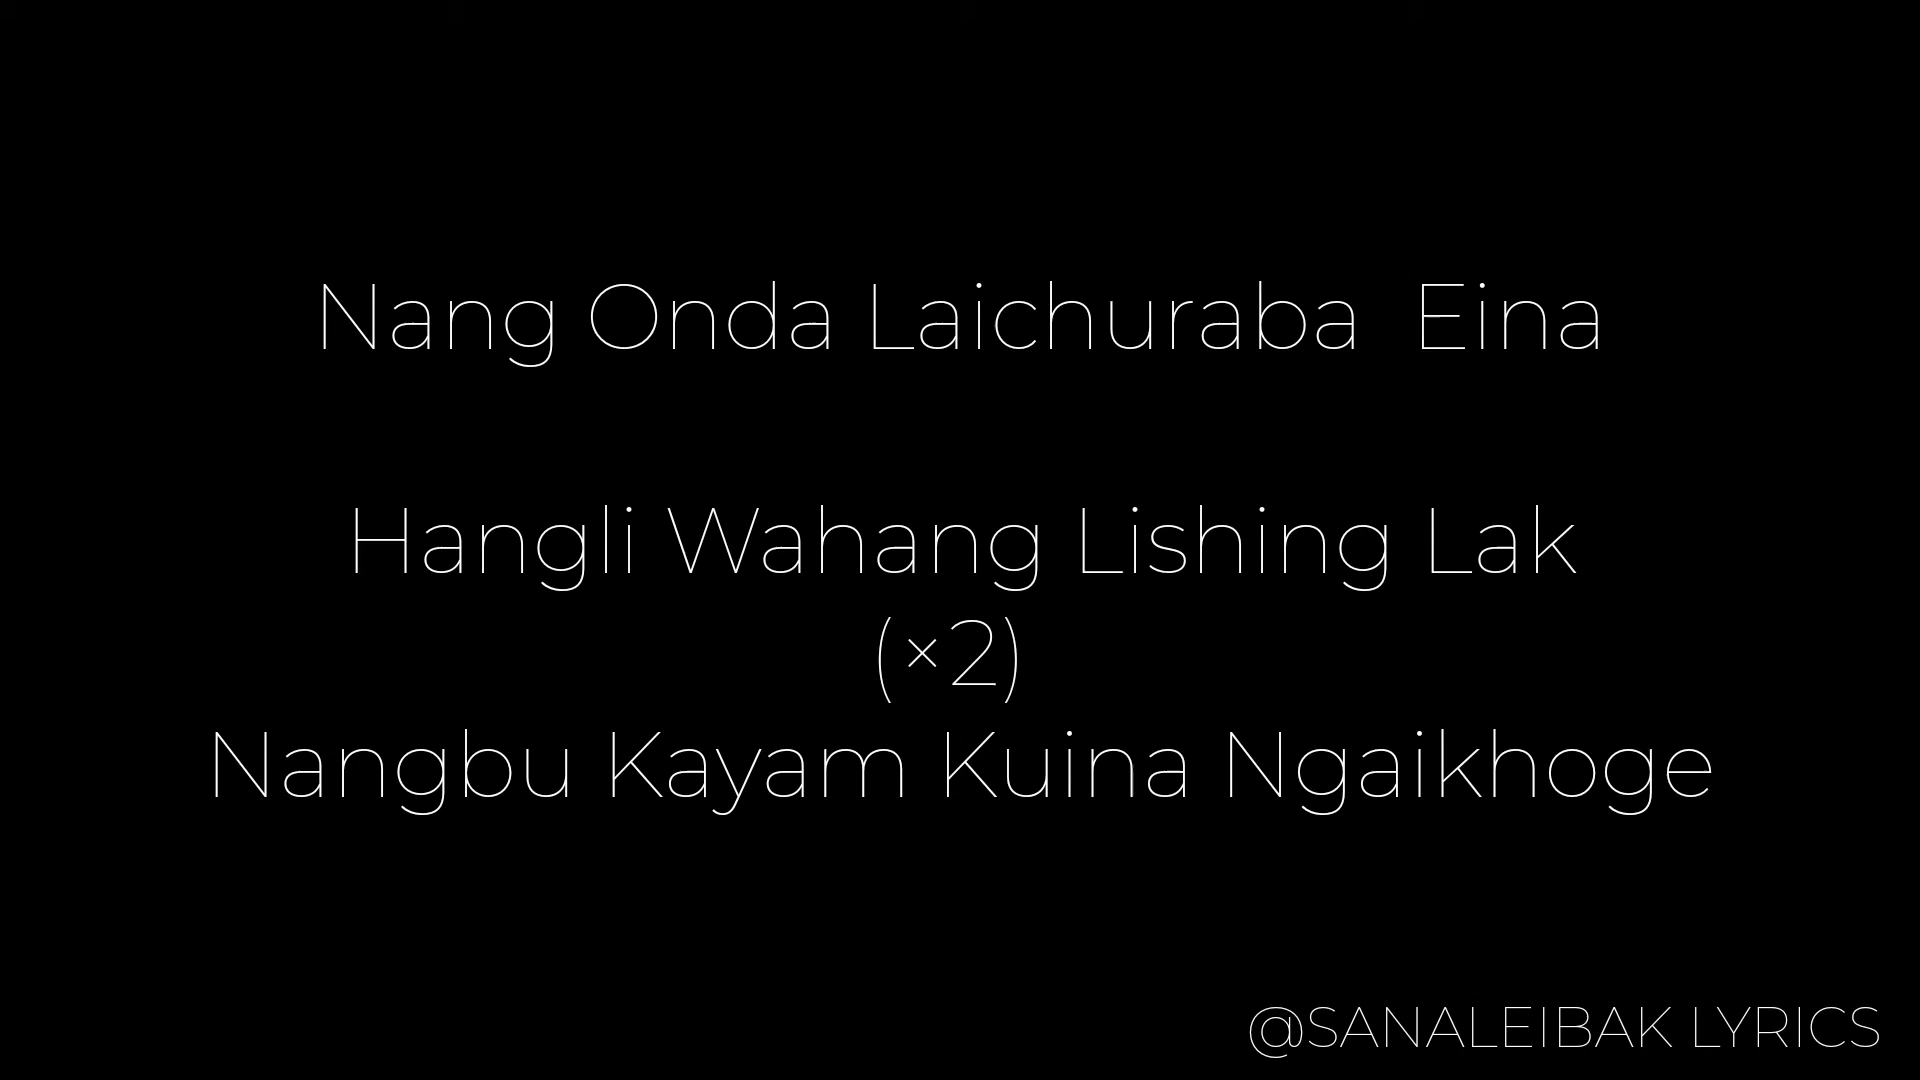 Nang Onda Laichuraba  Eina
Hangli Wahang Lishing Lak
(×2)
Nangbu Kayam Kuina Ngaikhoge
@SANALEIBAK LYRICS